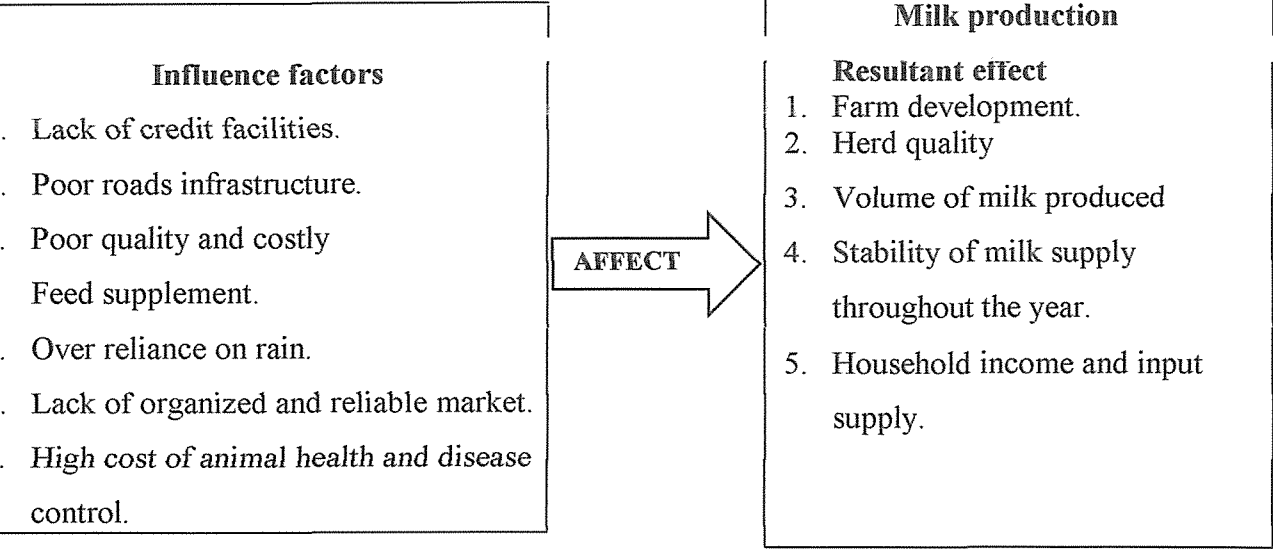 Influence factors
. Lack of credit facilities.
. Poor roads infrastructure.
. Poor quality and costly
Feed supplement.
. Over reliance on rain.
. Lack of organized and reliable market.
. High cost of animal health and disease
control.
AFFECT
Milk production
Resultant effect
1. Farm development.
2. Herd quality
3. Volume of milk produced
4. Stability of milk supply
throughout the year.
5. Household income and input
supply.